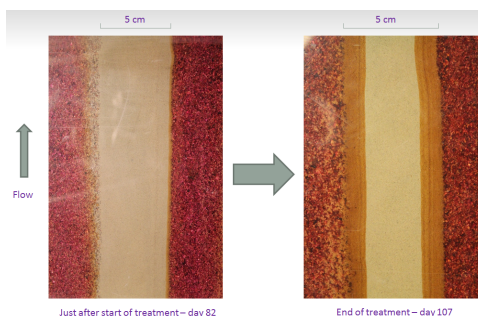 5 cm
5 cm
Flow
Just after start of treatment – day 82
End of treatment – day 107